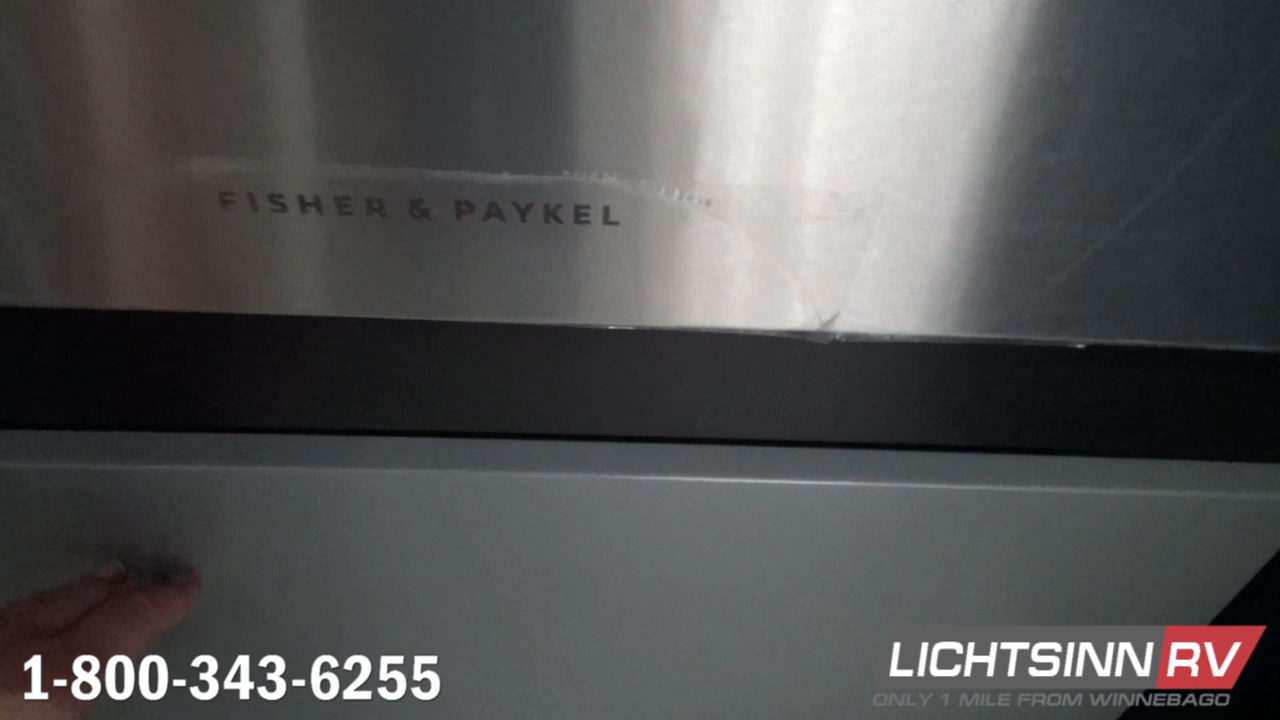 FISHER & PAYKEL
1-800-343-6255
LICHTSINN RV
ONLY 1 MILE FROM WINNEBAGO